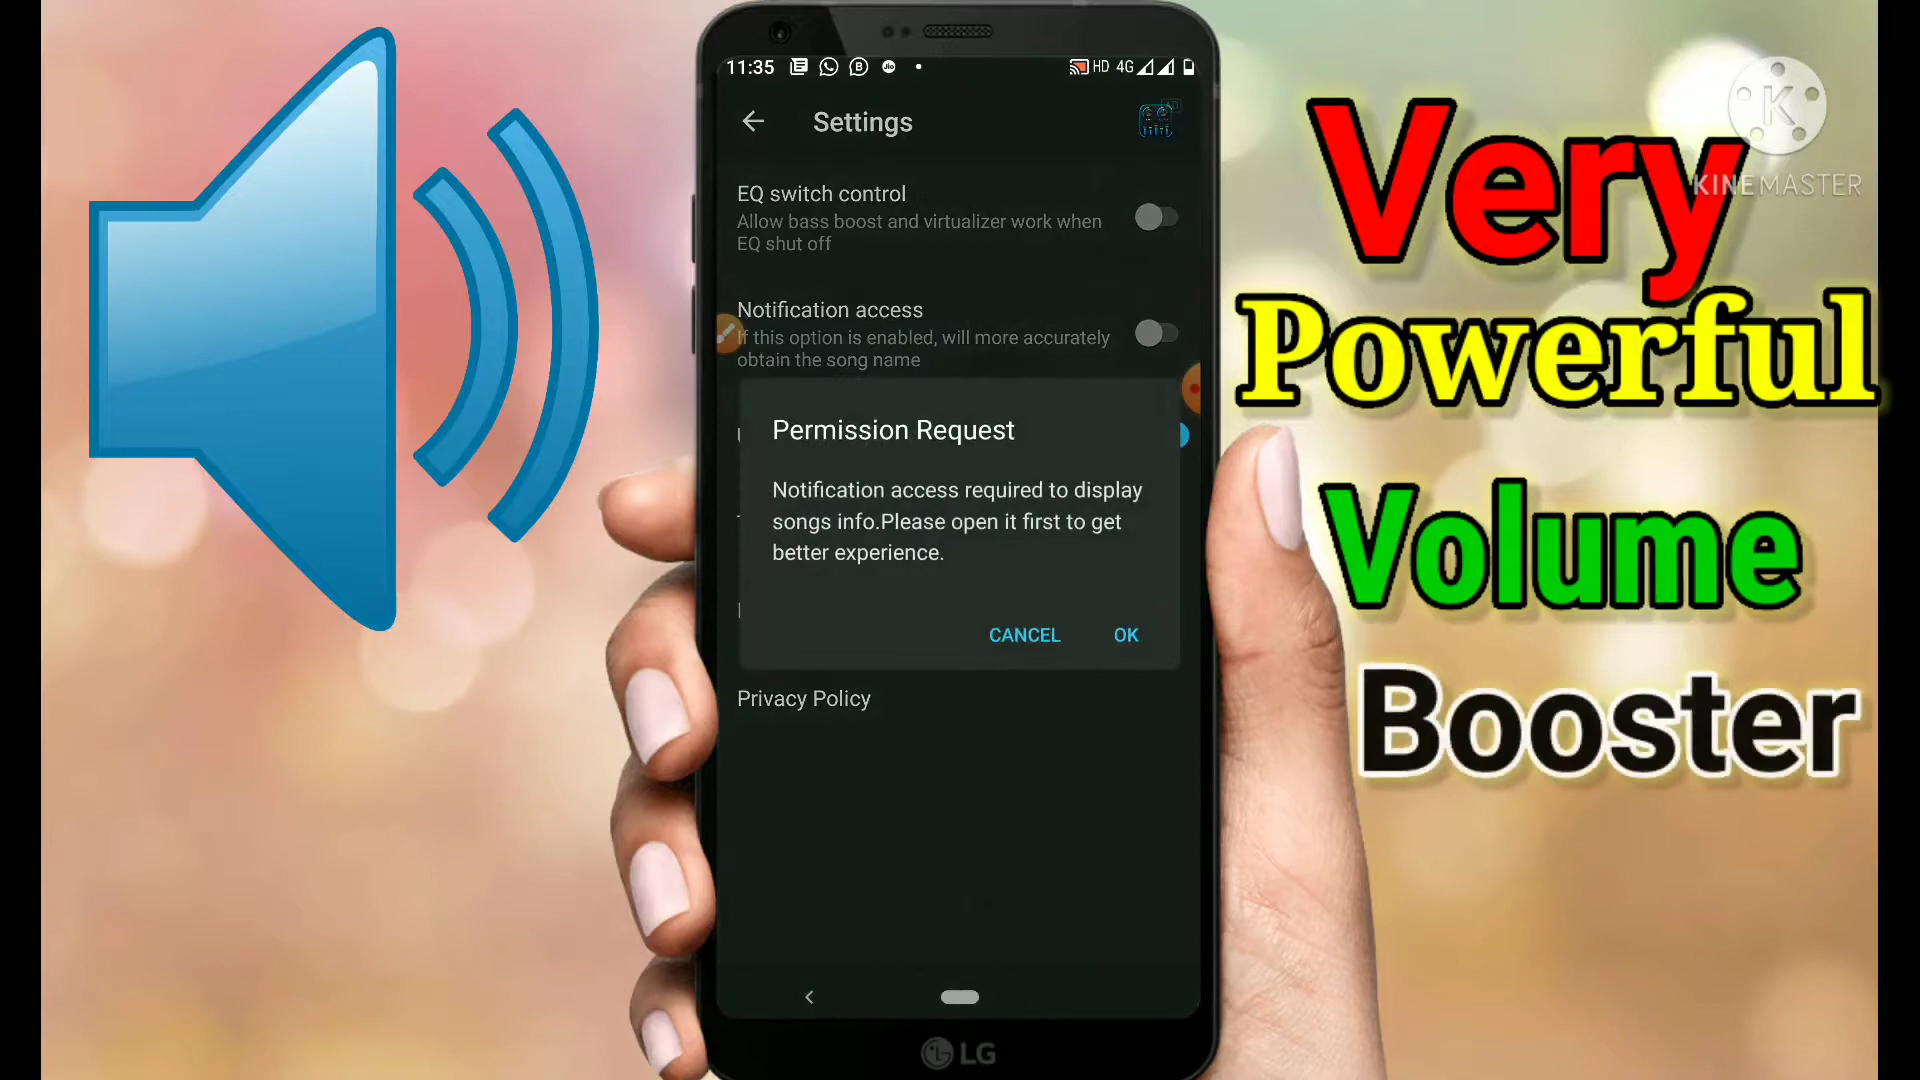 11:35
HD 4G
Settings
AD
EQ switch control
Allow bass boost and virtualizer work when
EQ shut off
Notification access
If this option is enabled, will more accurately
obtain the song name
Permission Request
Notification access required to display
songs info.Please open it first to get
better experience.
CANCEL OK
Privacy Policy
LG
Very
KINEMASTER
Powerful
Volume
Booster